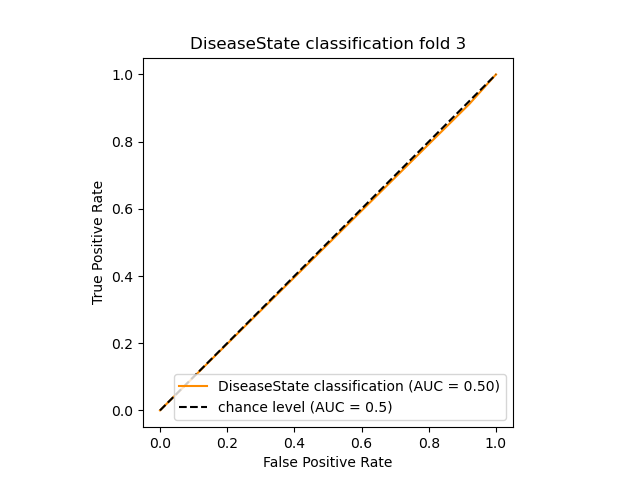 DiseaseState classification fold 3
True Positive Rate
1.0
0.8
0.6
0.4
0.2
0.0
DiseaseState classification (AUC = 0.50)
chance level (AUC = 0.5)
0.0 0.2 0.4 0.6 0.8 1.0
False Positive Rate